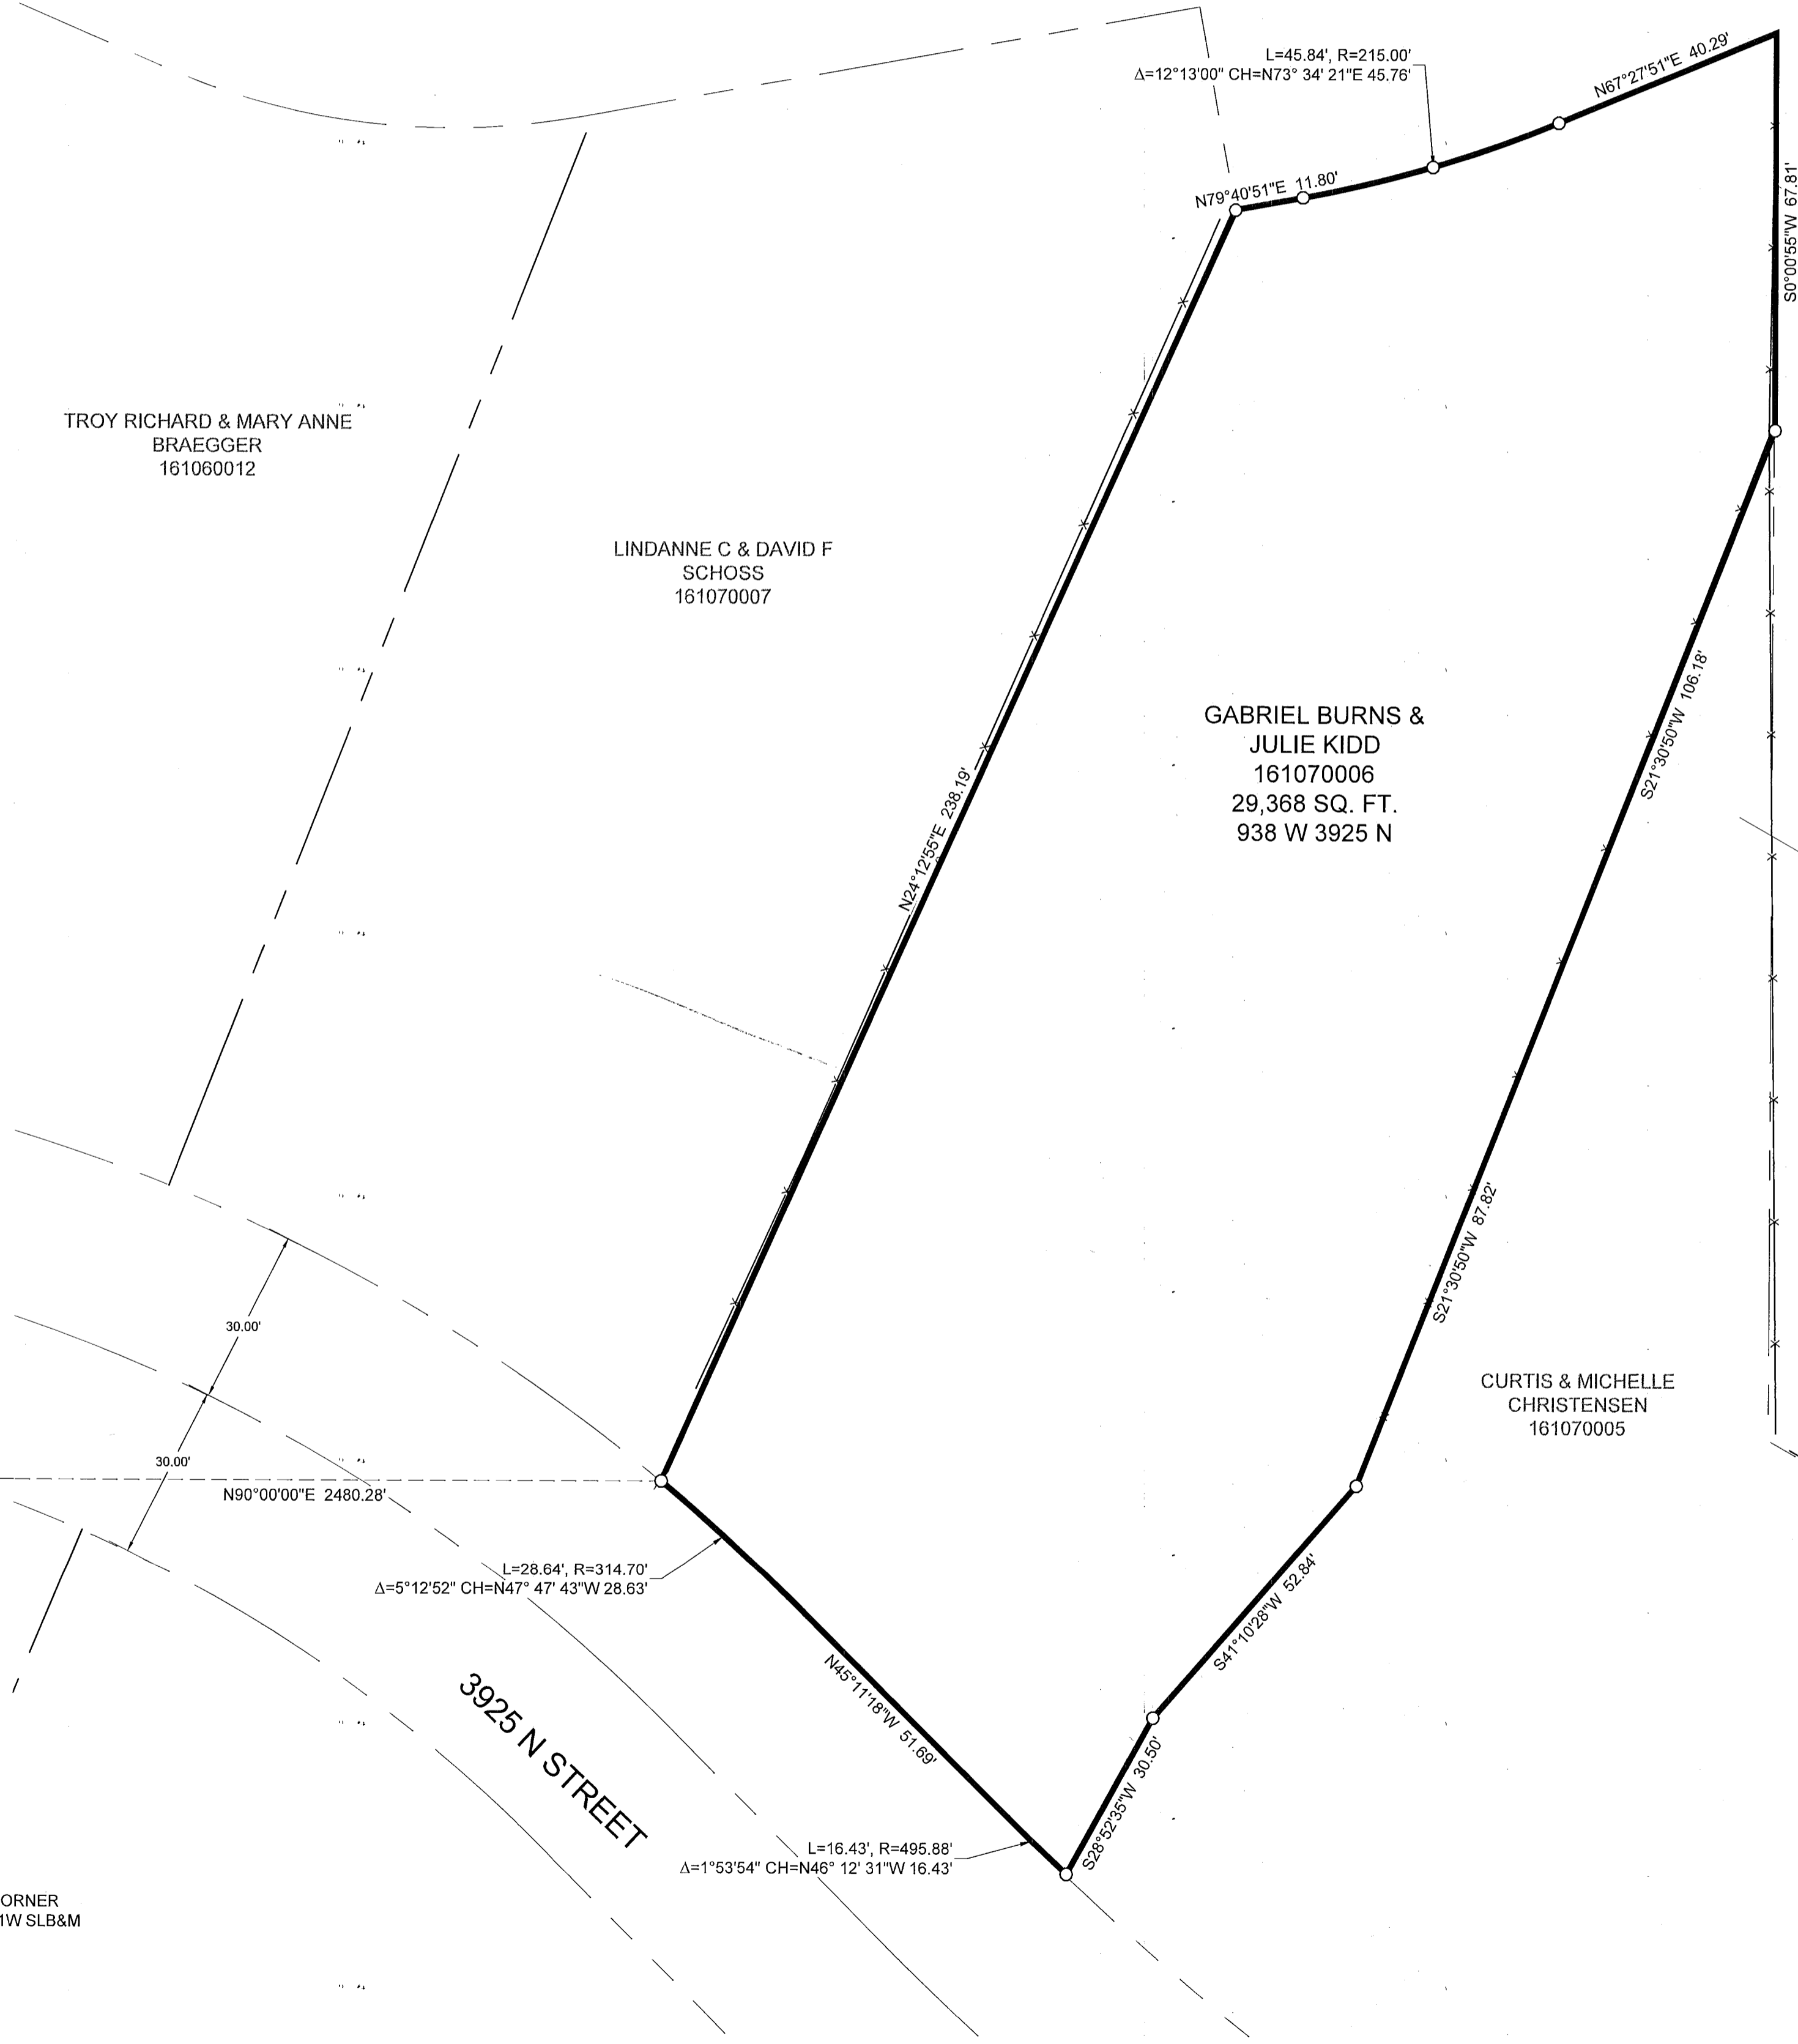 L=45.84', R=215.00'
Δ=12°13'00" CH=N73° 34' 21"E 45.76'
N67°27'51"E 40.29'
N79°40'51"E 11.80'
S0°00'55"W 67.81'
TROY RICHARD & MARY ANNE
BRAEGGER
161060012
LINDANNE C & DAVID F
SCHOSS
161070007
GABRIEL BURNS &
JULIE KIDD
161070006
29,368 SQ. FT.
938 W 3925 N
N24°12'55"E 238.19'
S21°30'50"W 106.18'
S21°30'50"W 87.82'
30.00'
30.00'
N90°00'00"E 2480.28'
CURTIS & MICHELLE
CHRISTENSEN
161070005
L=28.64', R=314.70'
Δ=5°12'52" CH=N47° 47' 43"W 28.63'
S41°10'28"W 52.84'
N45°11'18"W 51.69'
3925 N STREET
S28°52'35"W 30.50'
L=16.43', R=495.88'
Δ=1°53'54" CH=N46° 12' 31"W 16.43'
ORNER
1W SLB&M